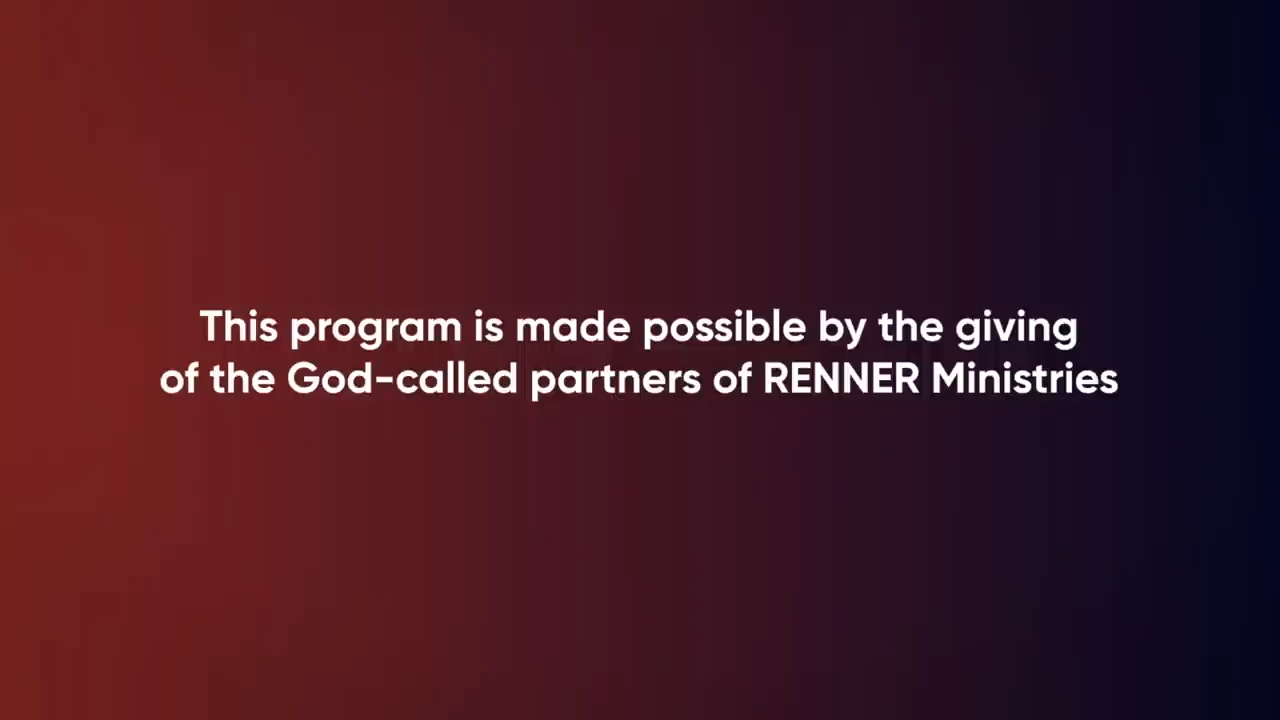 This program is made possible by the giving
of the God-called partners of RENNER Ministries